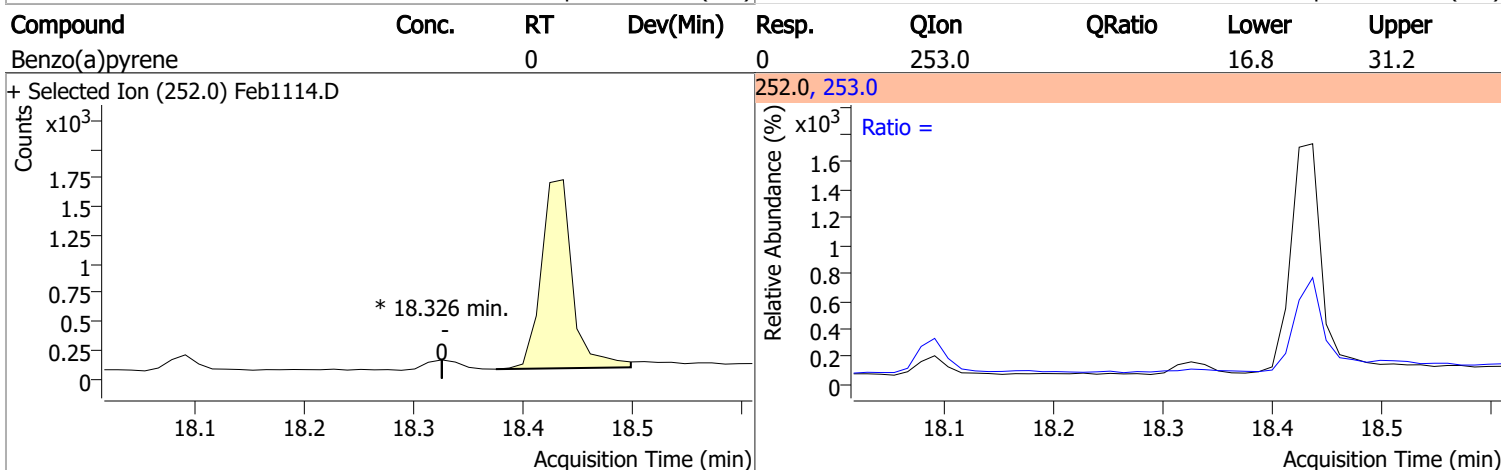 Compound Conc. RT Dev(Min) Resp. QIon QRatio Lower Upper
Benzo(a)pyrene 0 0 253.0 16.8 31.2
+ Selected Ion (252.0) Feb1114.D
Counts
x10³
1.75
1.5
1.25
1
0.75
0.5
0.25
0
* 18.326 min.
-
0
18.1 18.2 18.3 18.4 18.5
Acquisition Time (min)
252.0, 253.0
Relative Abundance (%)
x10³
Ratio =
1.6
1.4
1.2
1
0.8
0.6
0.4
0.2
0
18.1 18.2 18.3 18.4 18.5
Acquisition Time (min)